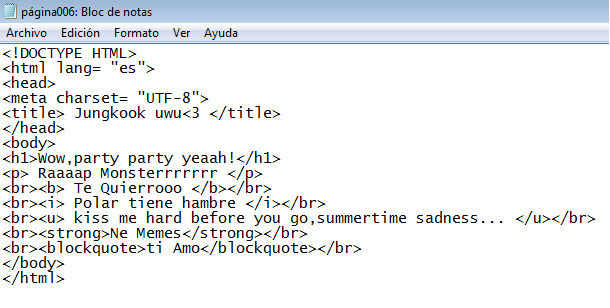 página006: Bloc de notas
Archivo Edición Formato Ver Ayuda
<!DOCTYPE HTML>
<html lang= "es">
<head>
<meta charset= "UTF-8">
<title> Jungkook uwu<3 </title>
</head>
<body>
<h1>Wow,party party yeaah!</h1>
<p> Raaaap Monsterrrrrrr </p>
<br><b> Te Quierrooo </b></br>
<br><i> Polar tiene hambre </i></br>
<br><u> kiss me hard before you go,summertime sadness... </u></br>
<br><strong>Ne Memes</strong></br>
<br><blockquote>ti Amo</blockquote></br>
</body>
</html>